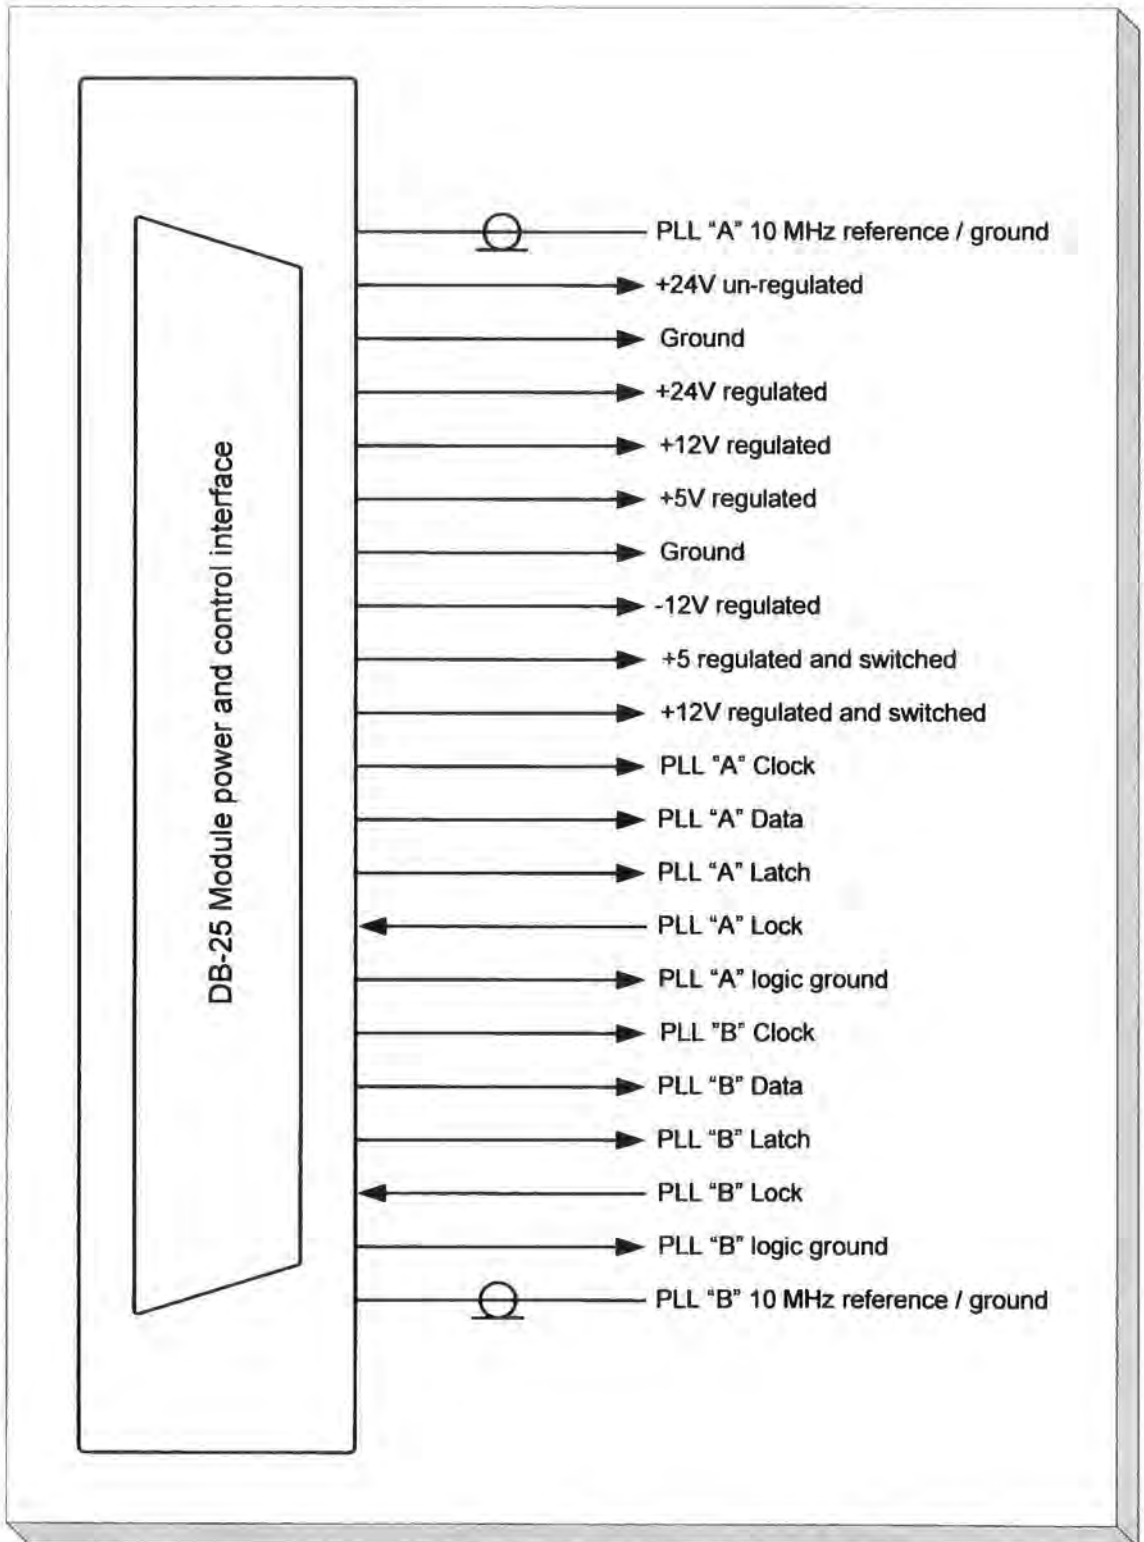 DB-25 Module power and control interface
PLL "A" 10 MHz reference / ground
+24V un-regulated
Ground
+24V regulated
+12V regulated
+5V regulated
Ground
-12V regulated
+5 regulated and switched
+12V regulated and switched
PLL "A" Clock
PLL "A" Data
PLL "A" Latch
PLL "A" Lock
PLL "A" logic ground
PLL "B" Clock
PLL "B" Data
PLL "B" Latch
PLL "B" Lock
PLL "B" logic ground
PLL "B" 10 MHz reference / ground